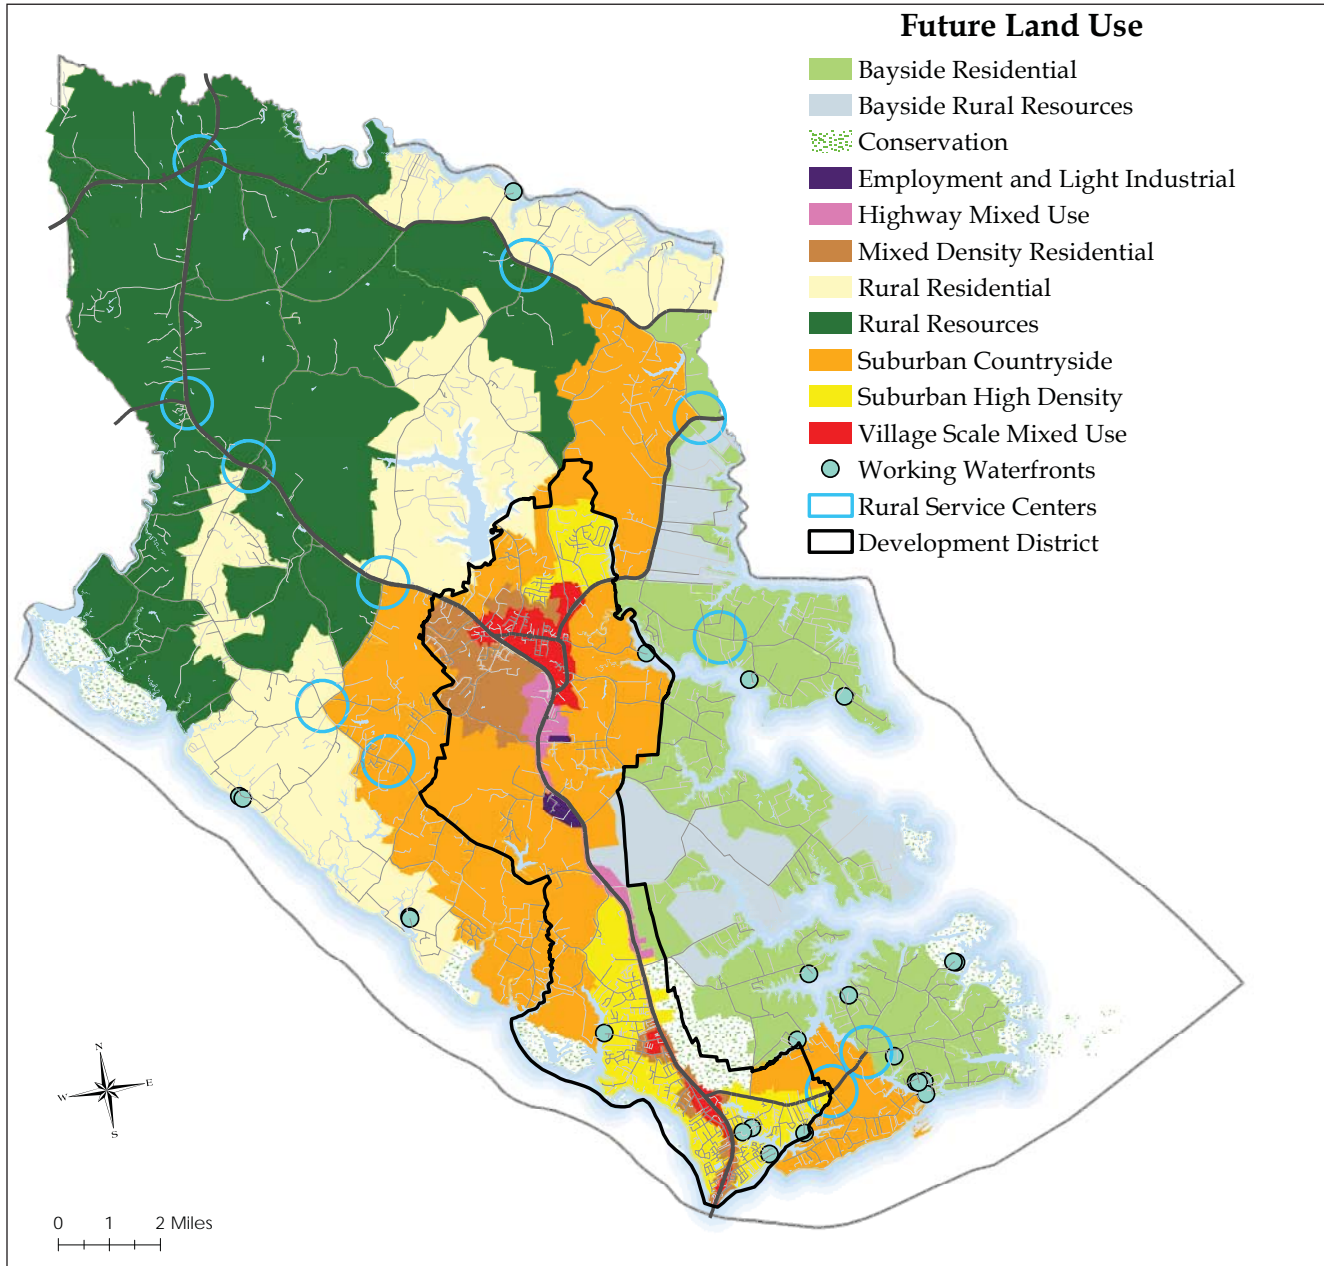 Future Land Use
Bayside Residential
Bayside Rural Resources
Conservation
Employment and Light Industrial
Highway Mixed Use
Mixed Density Residential
Rural Residential
Rural Resources
Suburban Countryside
Suburban High Density
Village Scale Mixed Use
Working Waterfronts
Rural Service Centers
Development District
N
W E
S
0 1 2 Miles